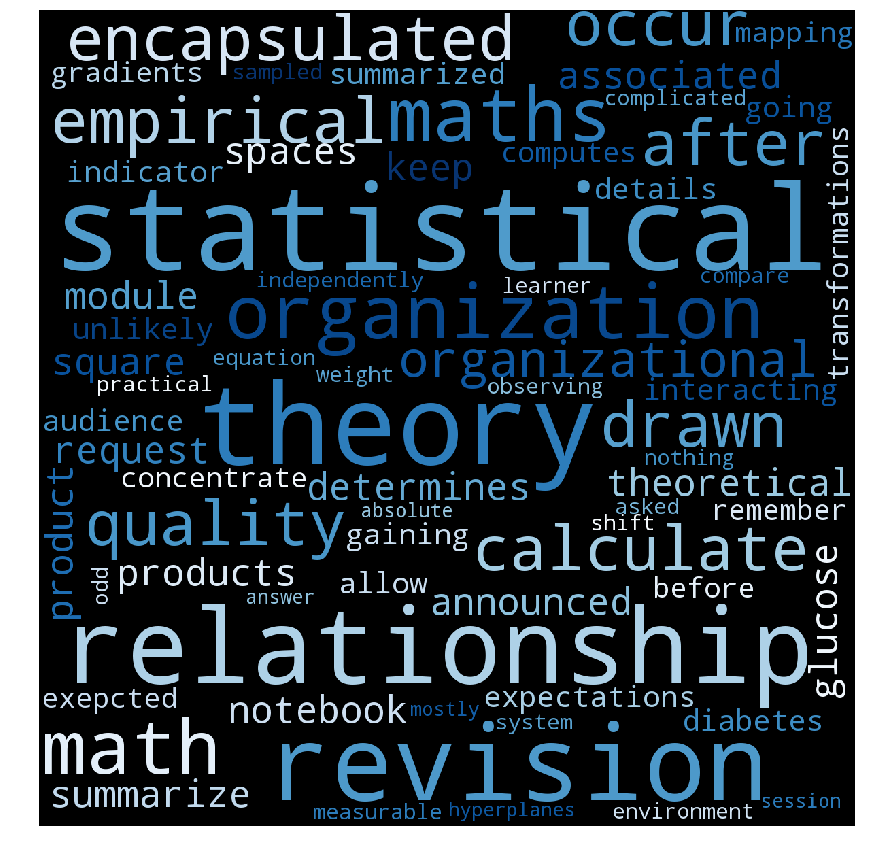 encapsulated
occur
mapping
gradients
sampled
summarized
associated
complicated
going
empirical
maths
after
spaces
keep
computes
indicator
details
transformations
statistical
independently
learner
compare
module
organization
unlikely
square
equation
weight
organizational
practical
observing
interacting
theory
audience
drawn
request
nothing
concentrate
determines
theoretical
product
quality
absolute
asked
remember
gaining
shift
calculate
odd
products
allow
before
glucose
answer
announced
relationship
exepcted
notebook
mostly
expectations
system
diabetes
math
revision
summarize
measurable
hyperplanes
environment
session